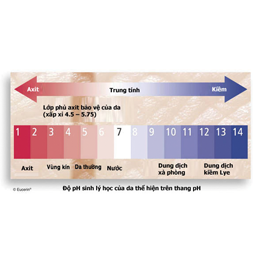 Axit Trung tính Kiềm
Lớp phủ axit bảo vệ của da
(xấp xỉ 4.5 – 5.75)
1 2 3 4 5 6 7 8 9 10 11 12 13 14
Axit Vùng kín Da thường Nước Dung dịch xà phòng Dung dịch kiềm Lye
© Eucerin®
Độ pH sinh lý học của da thể hiện trên thang pH